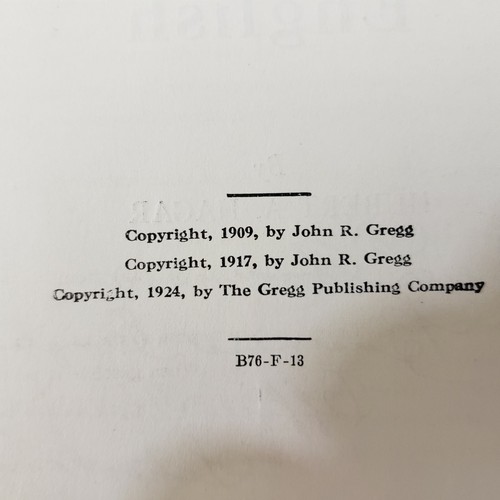 Copyright, 1909, by John R. Gregg
Copyright, 1917, by John R. Gregg
Copyright, 1924, by The Gregg Publishing Company
B76-F-13